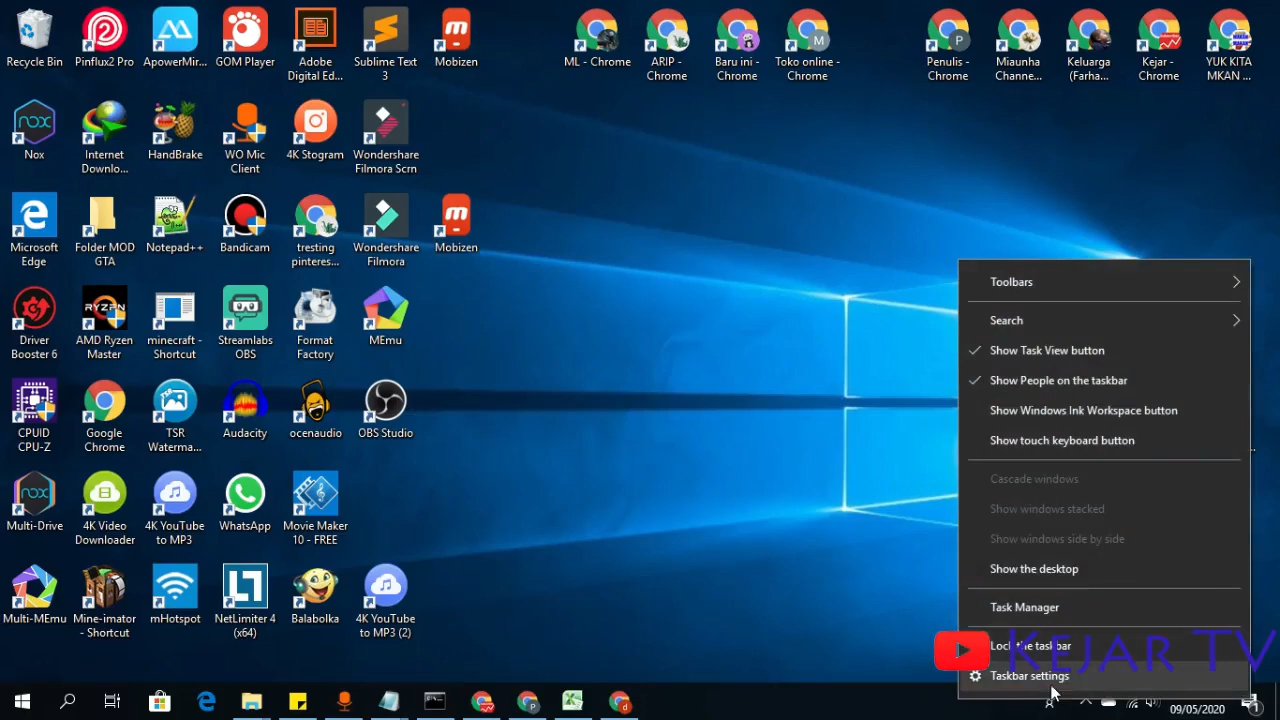 Recycle Bin
Pinflux2 Pro
ApowerMir...
GOM Player
Adobe
Digital Ed...
Sublime Text
3
Mobizen
ML - Chrome
ARIP -
Chrome
Baru ini -
Chrome
Toko online -
Chrome
Penulis -
Chrome
Miaunha
Channe...
Keluarga
(Farha...
Kejar -
Chrome
YUK KITA
MKAN ...
Nox
Internet
Downlo...
HandBrake
WO Mic
Client
4K Stogram
Wondershare
Filmora Scrn
Microsoft
Edge
Folder MOD
GTA
Notepad++
Bandicam
tresting
pinteres...
Wondershare
Filmora
Mobizen
Driver
Booster 6
AMD Ryzen
Master
minecraft -
Shortcut
Streamlabs
OBS
Format
Factory
MEmu
CPUID
CPU-Z
Google
Chrome
TSR
Waterma...
Audacity
ocenaudio
OBS Studio
Multi-Drive
4K Video
Downloader
4K YouTube
to MP3
WhatsApp
Movie Maker
10 - FREE
Multi-MEmu
Mine-imator
- Shortcut
mHotspot
NetLimiter 4
(x64)
Balabolka
4K YouTube
to MP3 (2)
Toolbars
Search
Show Task View button
Show People on the taskbar
Show Windows Ink Workspace button
Show touch keyboard button
Cascade windows
Show windows stacked
Show windows side by side
Show the desktop
Task Manager
Lock the taskbar
Taskbar settings
KEJAR TV
09/05/2020